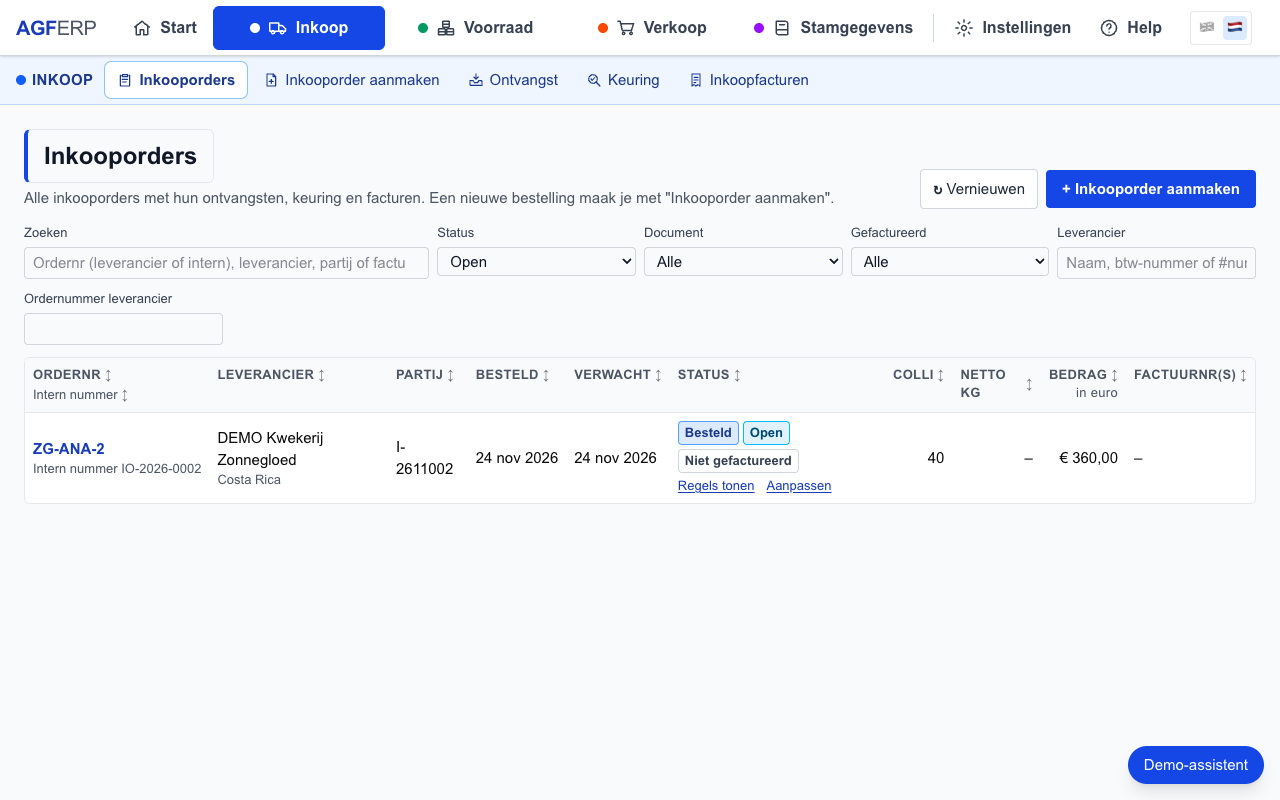 AGFERP Start Inkoop Voorraad Verkoop Stamgegevens Instellingen Help
INKOOP Inkooporders Inkooporder aanmaken Ontvangst Keuring Inkoopfacturen
Inkooporders
Alle inkooporders met hun ontvangsten, keuring en facturen. Een nieuwe bestelling maak je met "Inkooporder aanmaken".
↻ Vernieuwen + Inkooporder aanmaken
Zoeken Status Document Gefactureerd Leverancier
Ordernr (leverancier of intern), leverancier, partij of factu Open Alle Alle Naam, btw-nummer of #nur
Ordernummer leverancier
ORDERNR ↕ LEVERANCIER ↕ PARTIJ ↕ BESTELD ↕ VERWACHT ↕ STATUS ↕ COLLI ↕ NETTO KG ↕ BEDRAG ↕ FACTUURNR(S) ↕
Intern nummer ↕ in euro
ZG-ANA-2
Intern nummer IO-2026-0002
DEMO Kwekerij
Zonnegloed
Costa Rica
I-
2611002
24 nov 2026 24 nov 2026
Besteld Open
Niet gefactureerd
Regels tonen Aanpassen
40 – € 360,00 –
Demo-assistent